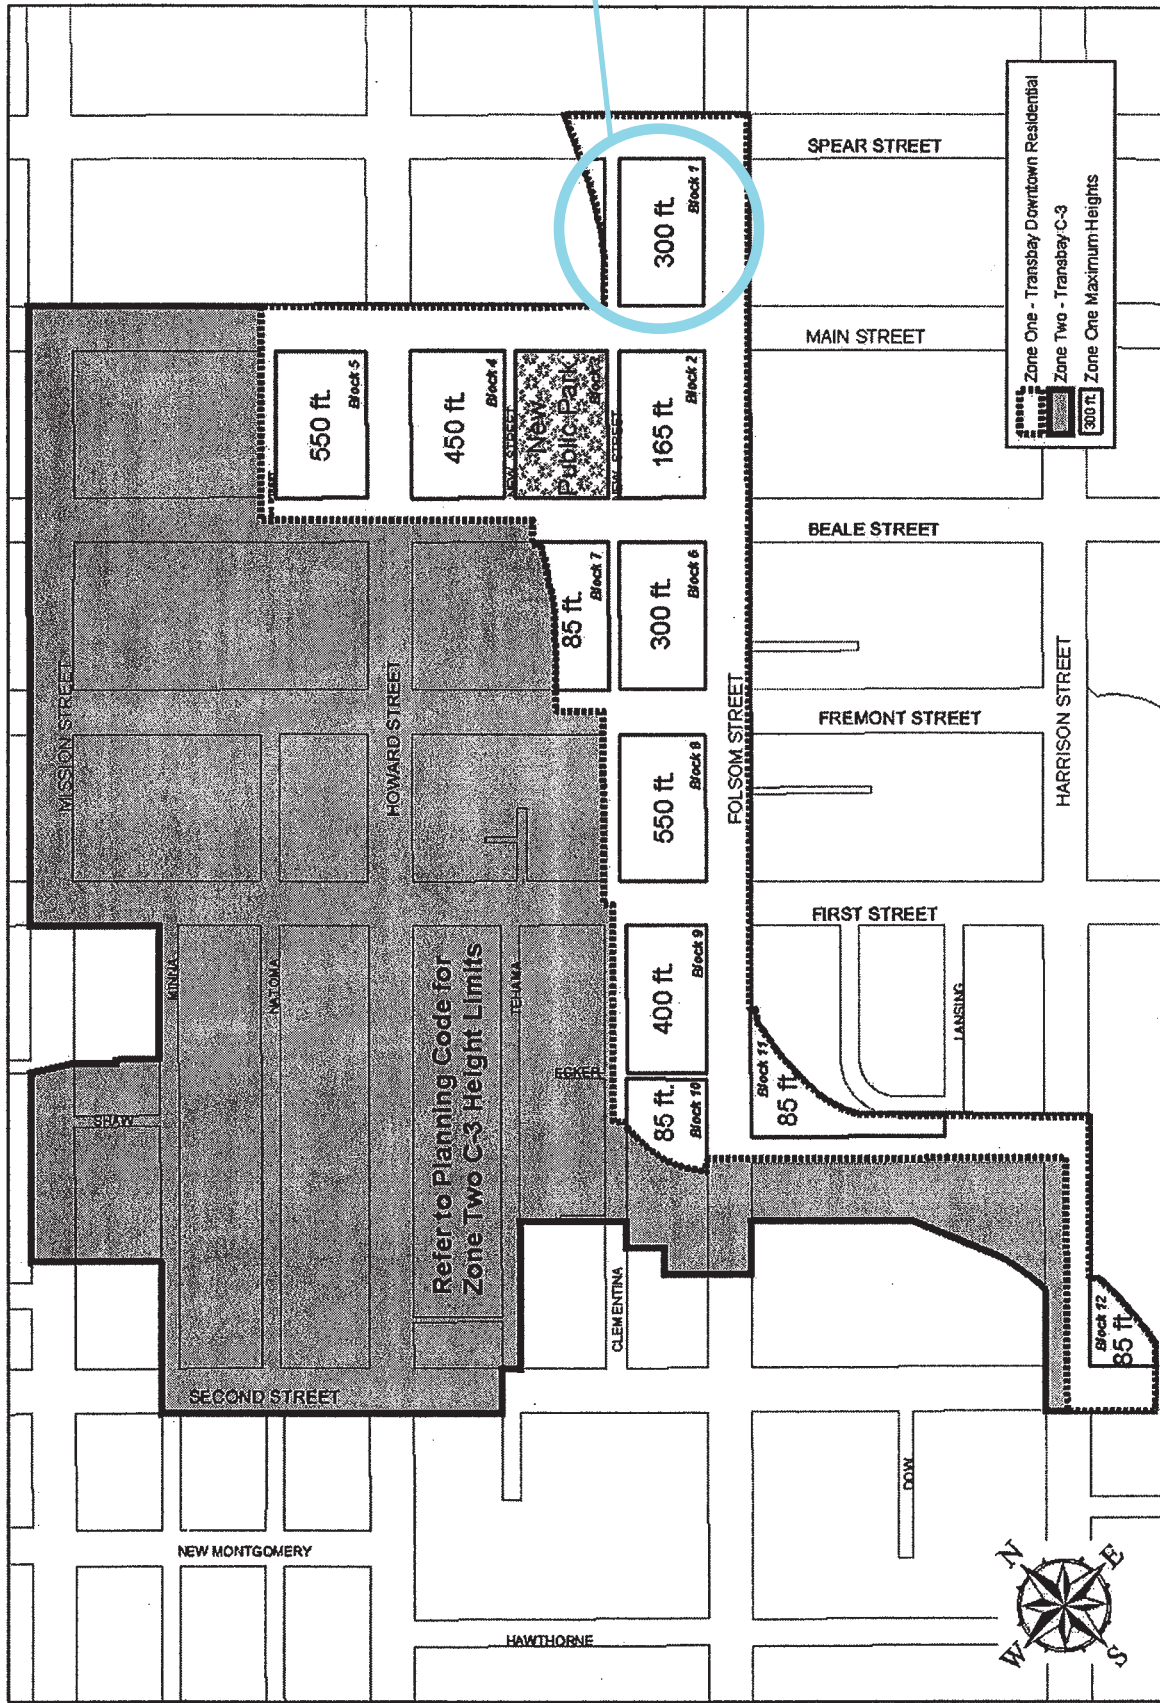 SPEAR STREET
MAIN STREET
BEALE STREET
FREMONT STREET
FIRST STREET
MISSION STREET
HOWARD STREET
FOLSOM STREET
HARRISON STREET
SECOND STREET
NEW MONTGOMERY
HAWTHORNE
MINNA
NATOMA
TEHAMA
CLEMENTINA
ECKER
SHAW
LANSING
DOW
NEW STREET
NEW STREET
300 ft.
Block 1
165 ft.
Block 2
New
Public Park
450 ft.
Block 4
550 ft.
Block 5
300 ft.
Block 6
85 ft.
Block 7
550 ft.
Block 8
400 ft.
Block 9
85 ft.
Block 10
Block 11
85 ft.
Block 12
85 ft.
Refer to Planning Code for
Zone Two C-3 Height Limits
Zone One - Transbay Downtown Residential
Zone Two - Transbay C-3
300 ft. Zone One Maximum Heights
N
E
S
W